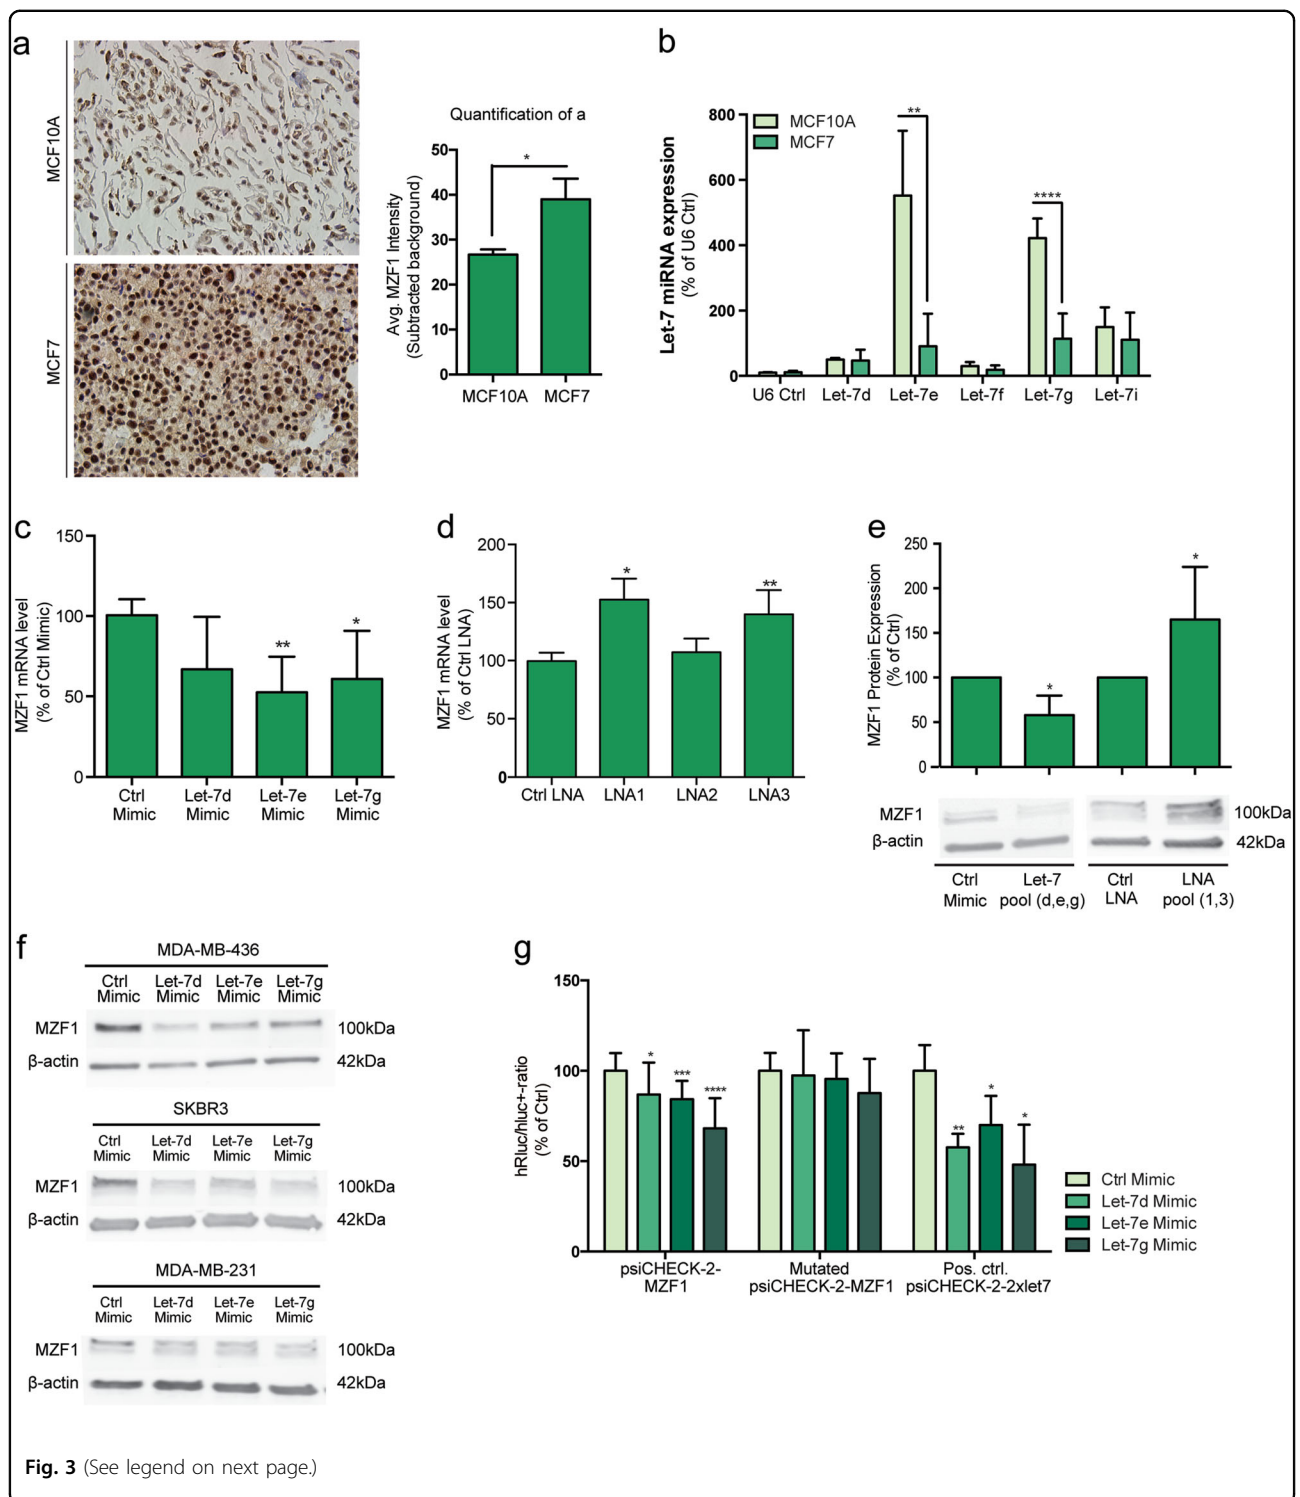 a
MCF10A
MCF7
Quantification of a
Avg. MZF1 Intensity
(Subtracted background)
50
40
30
20
10
0
*
MCF10A MCF7
b
Let-7 miRNA expression
(% of U6 Ctrl)
800
600
400
200
0
MCF10A
MCF7
**
****
U6 Ctrl Let-7d Let-7e Let-7f Let-7g Let-7i
c
MZF1 mRNA level
(% of Ctrl Mimic)
150
100
50
0
**
*
Ctrl Mimic
Let-7d Mimic
Let-7e Mimic
Let-7g Mimic
d
MZF1 mRNA level
(% of Ctrl LNA)
200
150
100
50
0
*
**
Ctrl LNA LNA1 LNA2 LNA3
e
MZF1 Protein Expression
(% of Ctrl)
250
200
150
100
50
0
*
*
MZF1 100kDa
β-actin 42kDa
Ctrl Mimic
Let-7 pool (d,e,g)
Ctrl LNA
LNA pool (1,3)
f
MDA-MB-436
Ctrl Mimic
Let-7d Mimic
Let-7e Mimic
Let-7g Mimic
MZF1 100kDa
β-actin 42kDa
SKBR3
Ctrl Mimic
Let-7d Mimic
Let-7e Mimic
Let-7g Mimic
MZF1 100kDa
β-actin 42kDa
MDA-MB-231
Ctrl Mimic
Let-7d Mimic
Let-7e Mimic
Let-7g Mimic
MZF1 100kDa
β-actin 42kDa
g
hRluc/hluc+-ratio
(% of Ctrl)
150
100
50
0
*
***
****
**
*
*
psiCHECK-2-
MZF1
Mutated
psiCHECK-2-MZF1
Pos. ctrl.
psiCHECK-2-2xlet7
Ctrl Mimic
Let-7d Mimic
Let-7e Mimic
Let-7g Mimic
Fig. 3 (See legend on next page.)